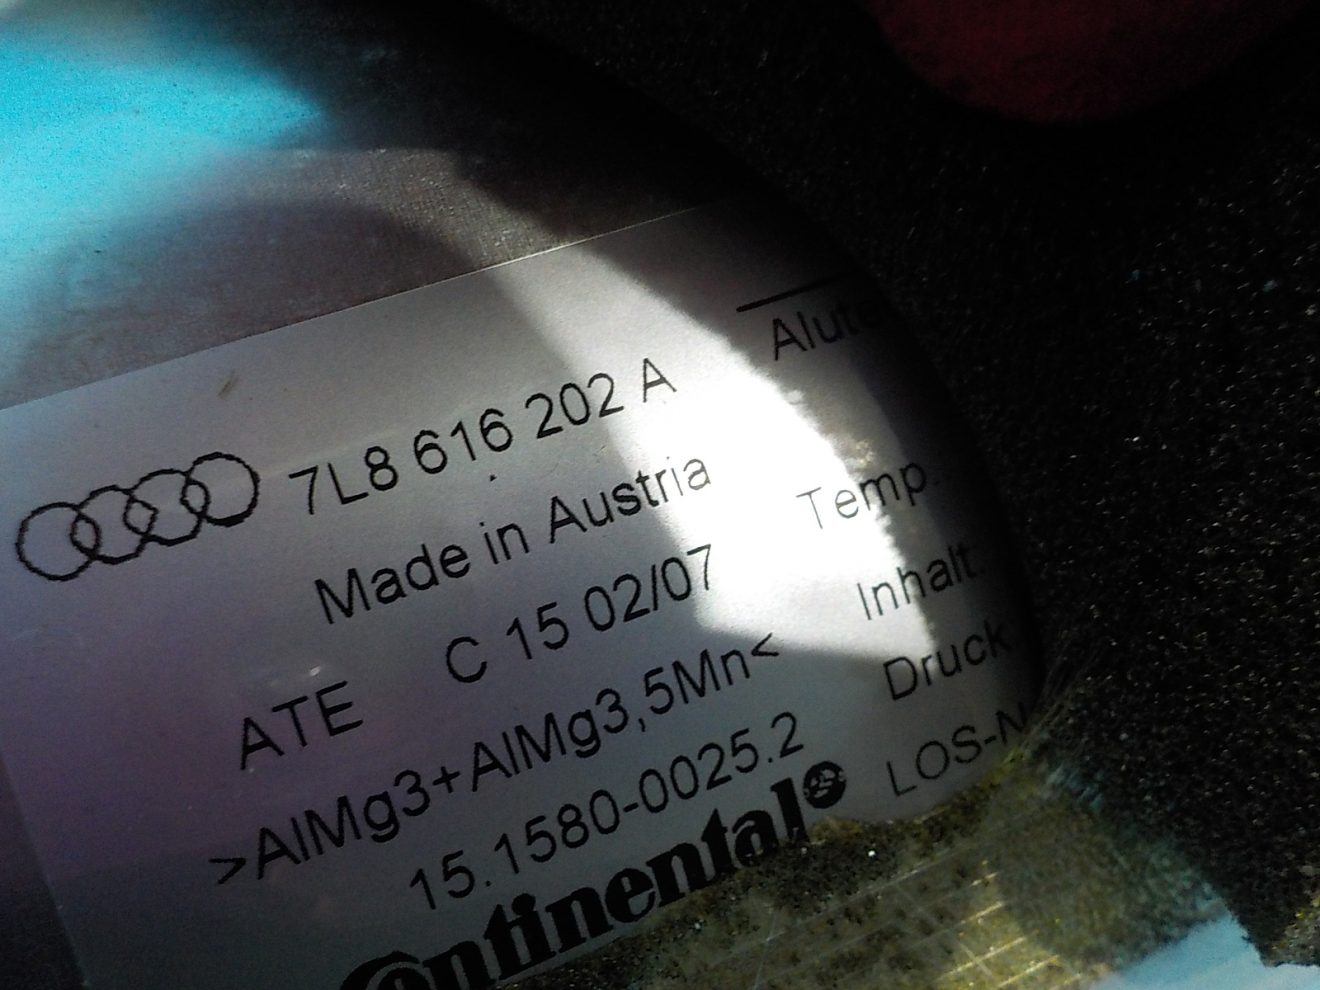 7L8 616 202 A
Made in Austria
ATE C 15 02/07
>AlMg3+AlMg3,5Mn<
15.1580-0025.2
Continental
Temp.
Inhalt
Druck